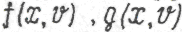 f(x, v), g(x, v)